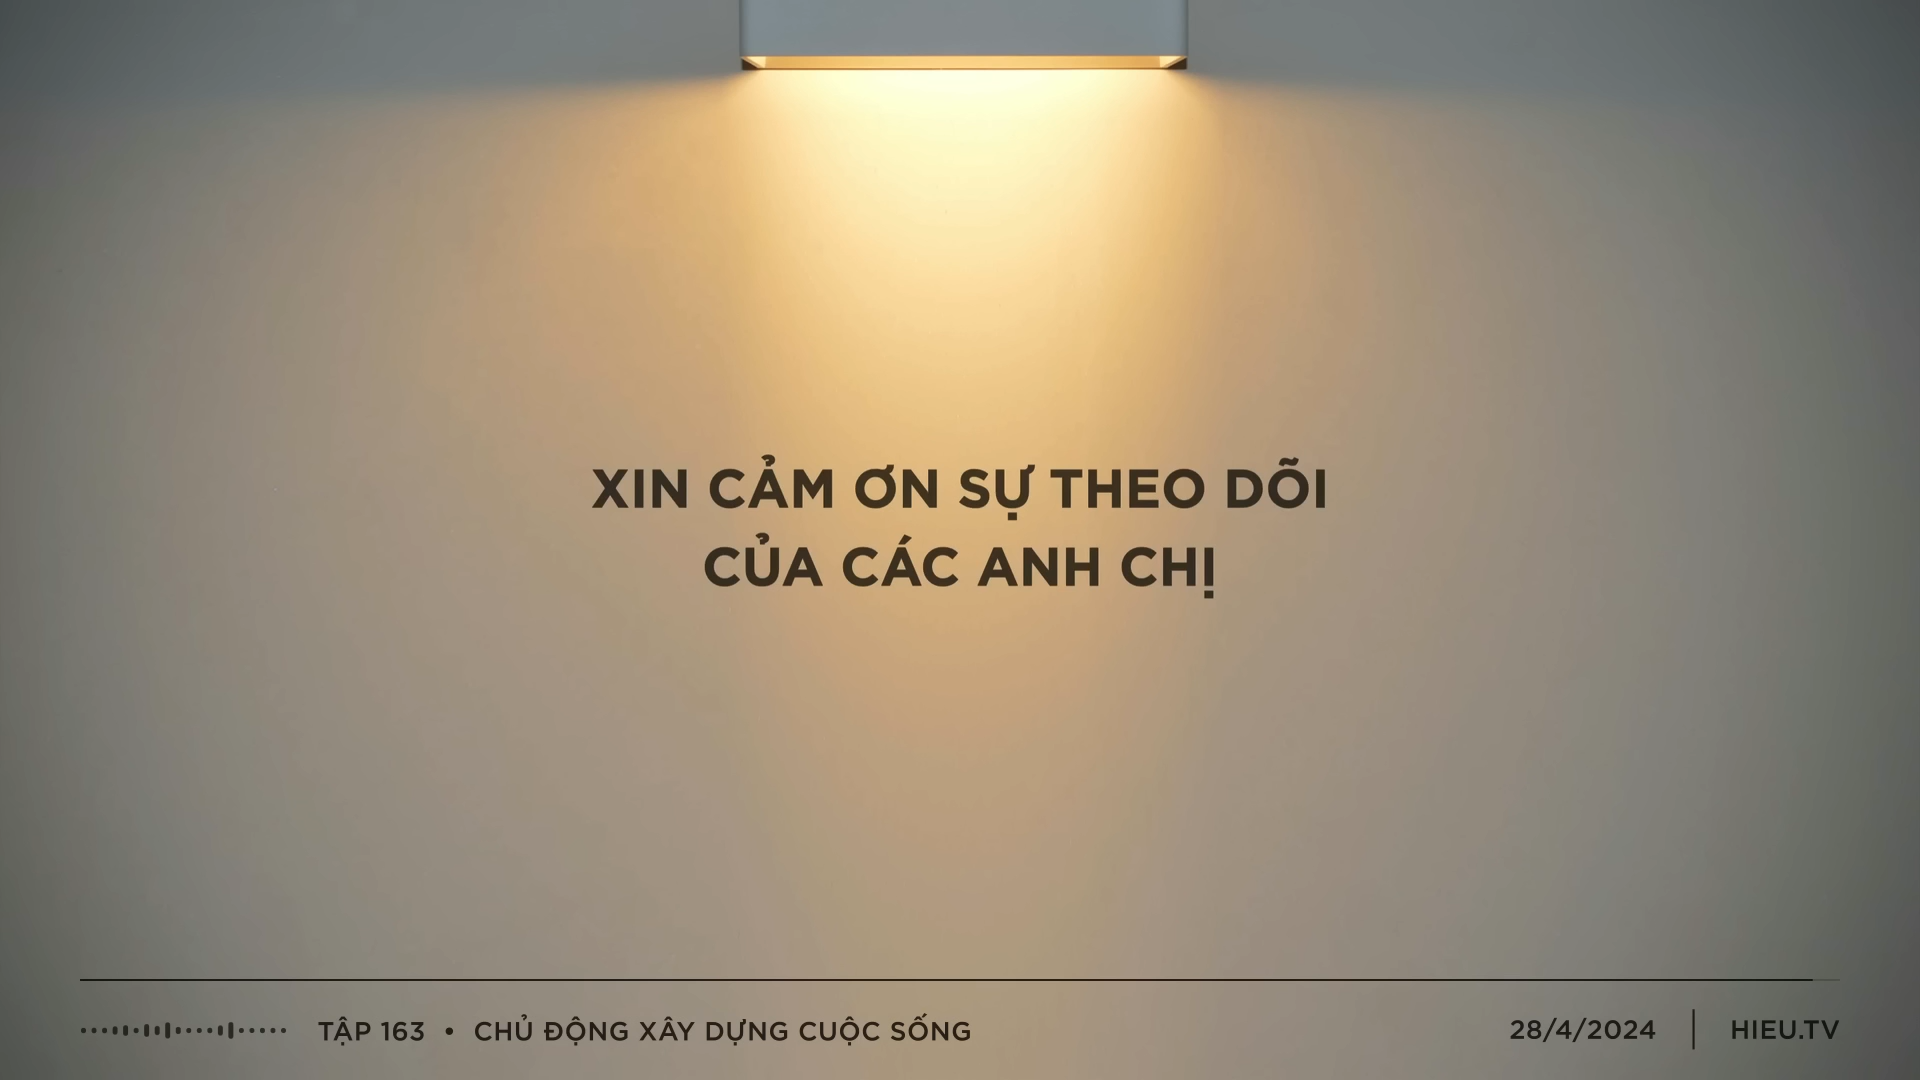 XIN CẢM ƠN SỰ THEO DÕI
CỦA CÁC ANH CHỊ
TẬP 163 • CHỦ ĐỘNG XÂY DỰNG CUỘC SỐNG
28/4/2024 | HIEU.TV